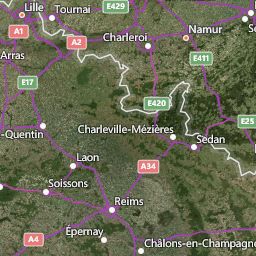 Lille
Tournai
E429
Namur
A1
A2
Charleroi
Arras
E17
E411
E420
E25
-Quentin
Charleville-Mézières
Sedan
Laon
A34
Soissons
Reims
A4
Épernay
Châlons-en-Champagne